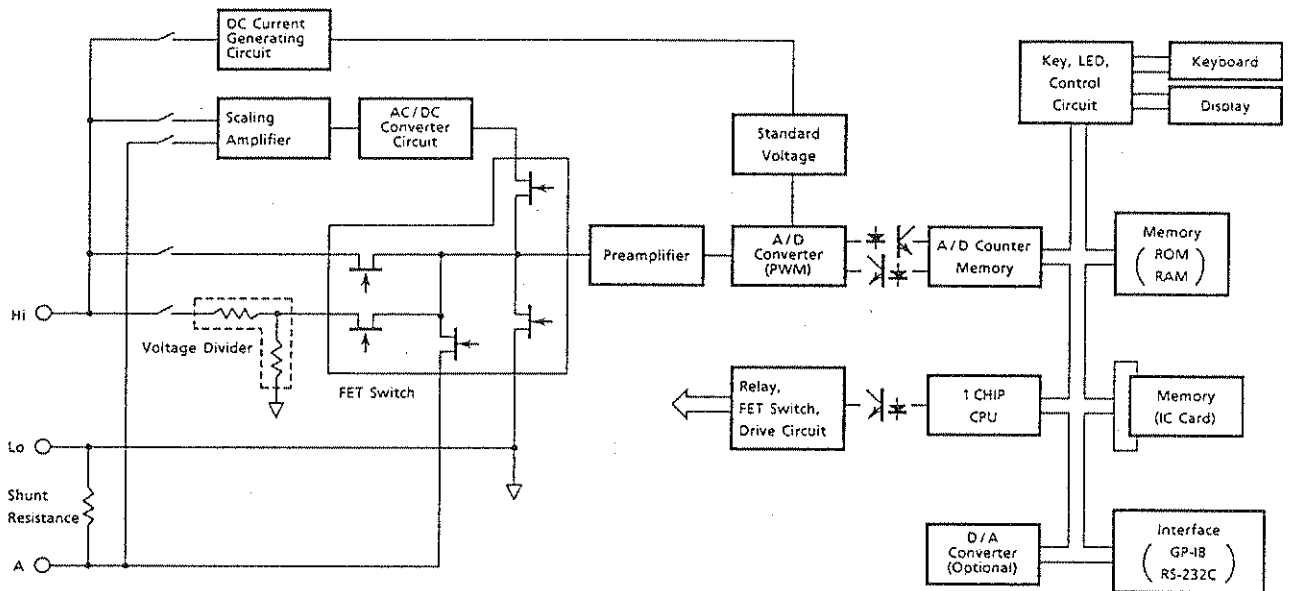 DC Current
Generating
Circuit
Scaling
Amplifier
AC/DC
Converter
Circuit
Standard
Voltage
Key, LED,
Control
Circuit
Keyboard
Display
Preamplifier
A/D
Converter
(PWM)
A/D Counter
Memory
Memory
ROM
RAM
Hi
Voltage Divider
FET Switch
Relay,
FET Switch,
Drive Circuit
1 CHIP
CPU
Memory
(IC Card)
Lo
Shunt
Resistance
A
D/A
Converter
(Optional)
Interface
GP-IB
RS-232C